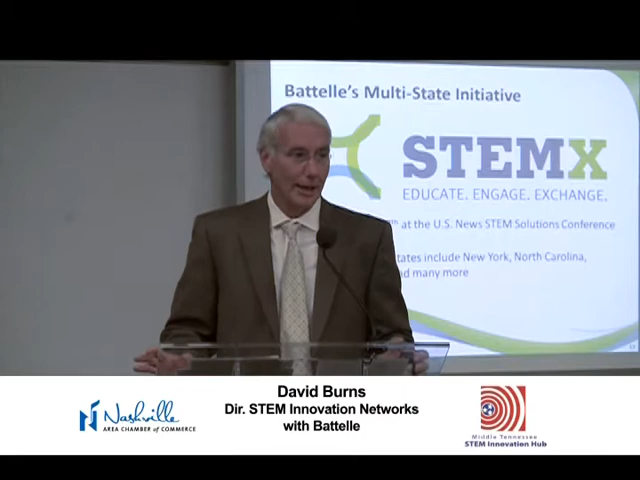 Battelle's Multi-State Initiative
STEMX
EDUCATE. ENGAGE. EXCHANGE.
at the U.S. News STEM Solutions Conference
tates include New York, North Carolina,
nd many more
David Burns
Dir. STEM Innovation Networks
with Battelle
Nashville
AREA CHAMBER of COMMERCE
Middle Tennessee
STEM Innovation Hub